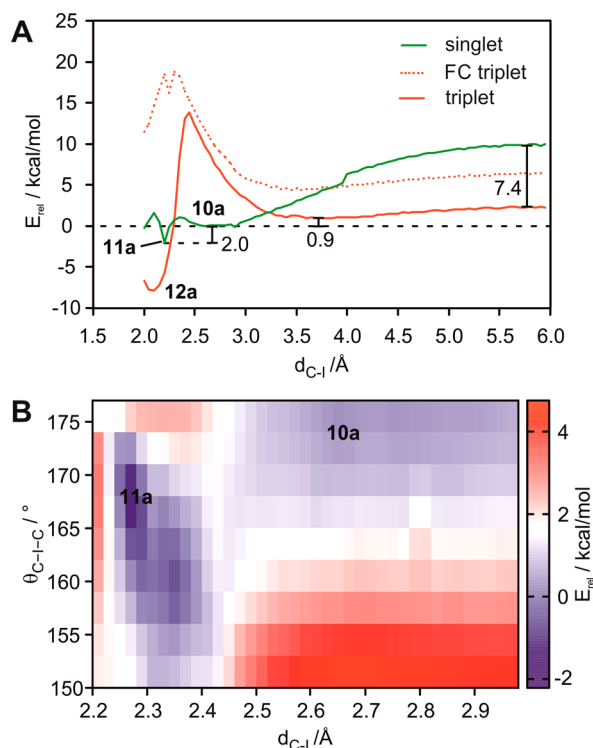 A
singlet
FC triplet
triplet
E_rel / kcal/mol
25
20
15
10
5
0
-5
-10
10a
11a
12a
2.0
0.9
7.4
1.5 2.0 2.5 3.0 3.5 4.0 4.5 5.0 5.5 6.0
d_C-I /Å
B
θ_C−I−C / °
175
170
165
160
155
150
10a
11a
2.2 2.3 2.4 2.5 2.6 2.7 2.8 2.9
d_C-I /Å
4
2
0
-2
E_rel / kcal/mol